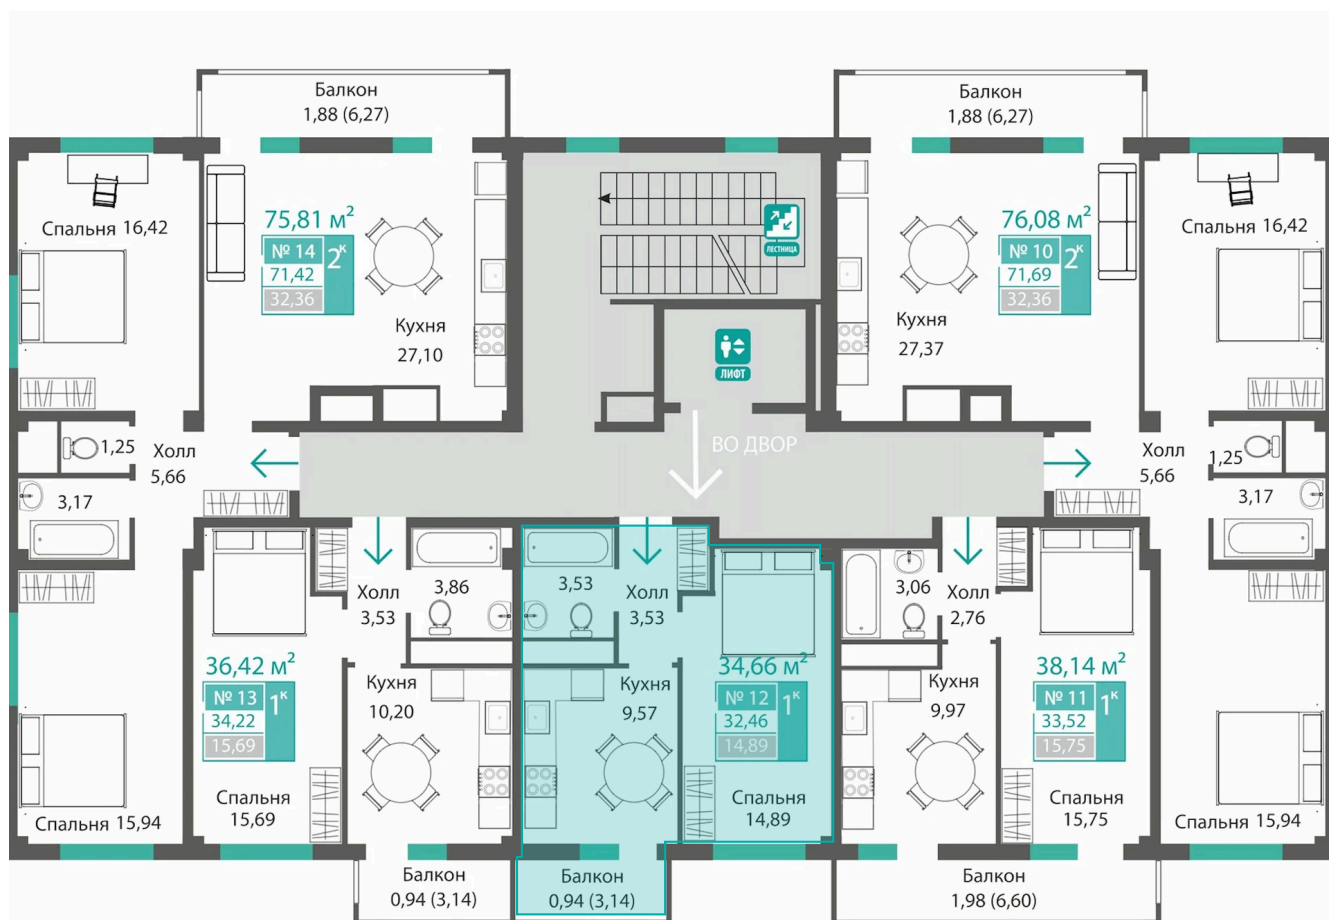 Балкон
1,88 (6,27)
Балкон
1,88 (6,27)
Спальня 16,42
75,81 м²
№ 14
71,42
32,36
2к
Кухня
27,10
ЛЕСТНИЦА
ЛИФТ
ВО ДВОР
76,08 м²
№ 10
71,69
32,36
2к
Кухня
27,37
Спальня 16,42
1,25
Холл
5,66
3,17
Холл
5,66
1,25
3,17
Холл
3,53
3,86
3,53
Холл
3,53
3,06
Холл
2,76
36,42 м²
№ 13
34,22
15,69
1к
Кухня
10,20
Кухня
9,57
34,66 м²
№ 12
32,46
14,89
1к
Кухня
9,97
38,14 м²
№ 11
33,52
15,75
1к
Спальня 15,94
Спальня
15,69
Спальня
14,89
Спальня
15,75
Спальня 15,94
Балкон
0,94 (3,14)
Балкон
0,94 (3,14)
Балкон
1,98 (6,60)